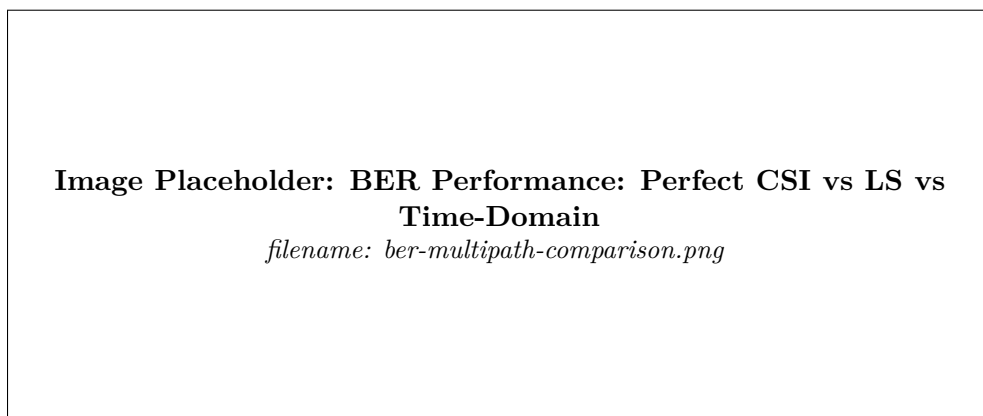 Image Placeholder: BER Performance: Perfect CSI vs LS vs
Time-Domain
filename: ber-multipath-comparison.png